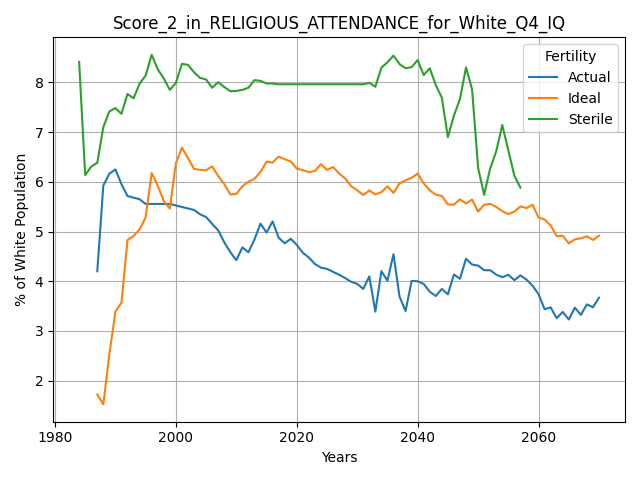 Score_2_in_RELIGIOUS_ATTENDANCE_for_White_Q4_IQ
Fertility
Actual
Ideal
Sterile
% of White Population
8
7
6
5
4
3
2
1980
2000
2020
2040
2060
Years